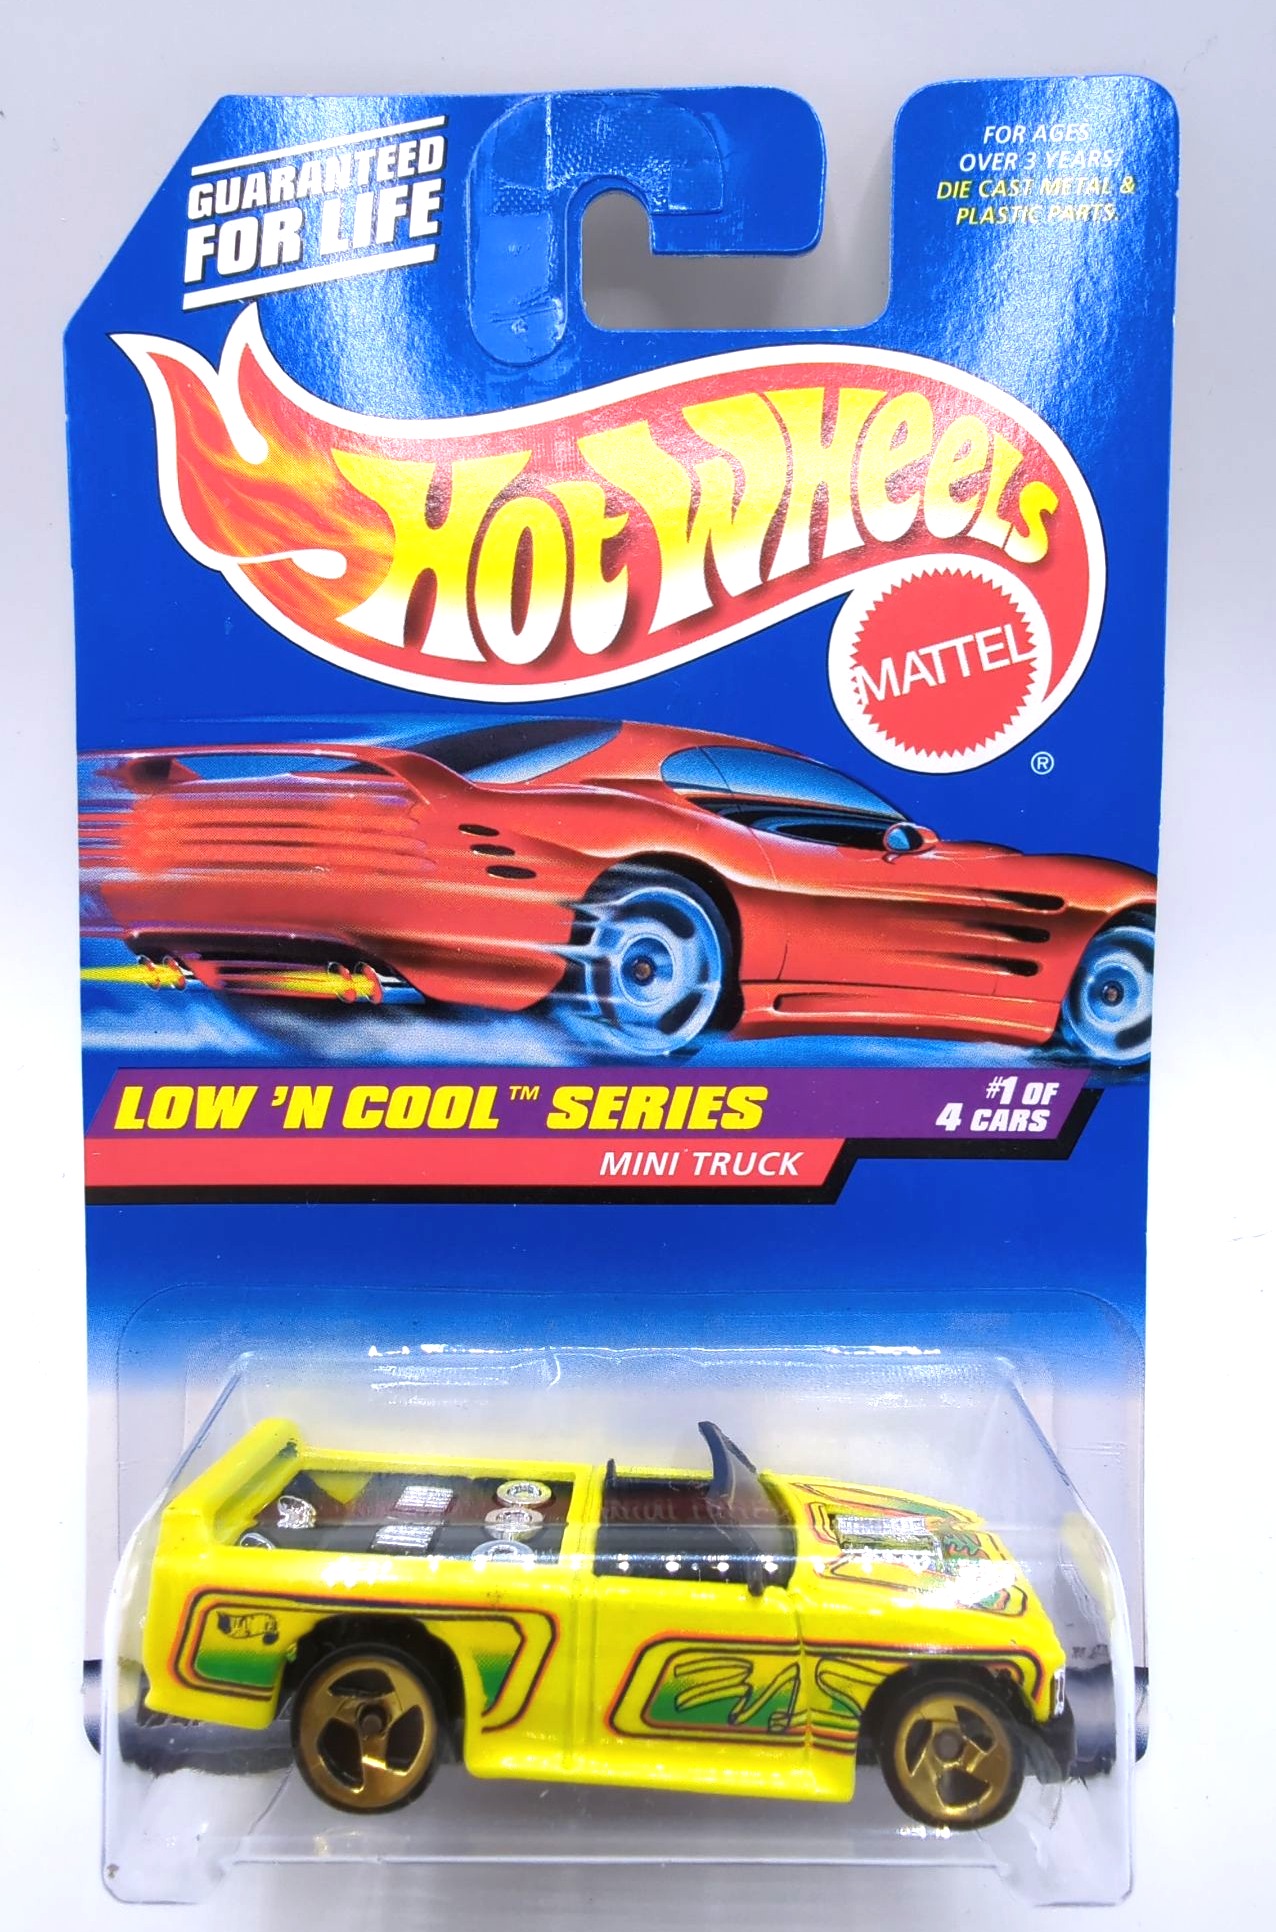 GUARANTEED
FOR LIFE
FOR AGES
OVER 3 YEARS.
DIE CAST METAL &
PLASTIC PARTS.
HOT WHEELS
MATTEL
®
LOW 'N COOL™ SERIES
#1 OF
4 CARS
MINI TRUCK